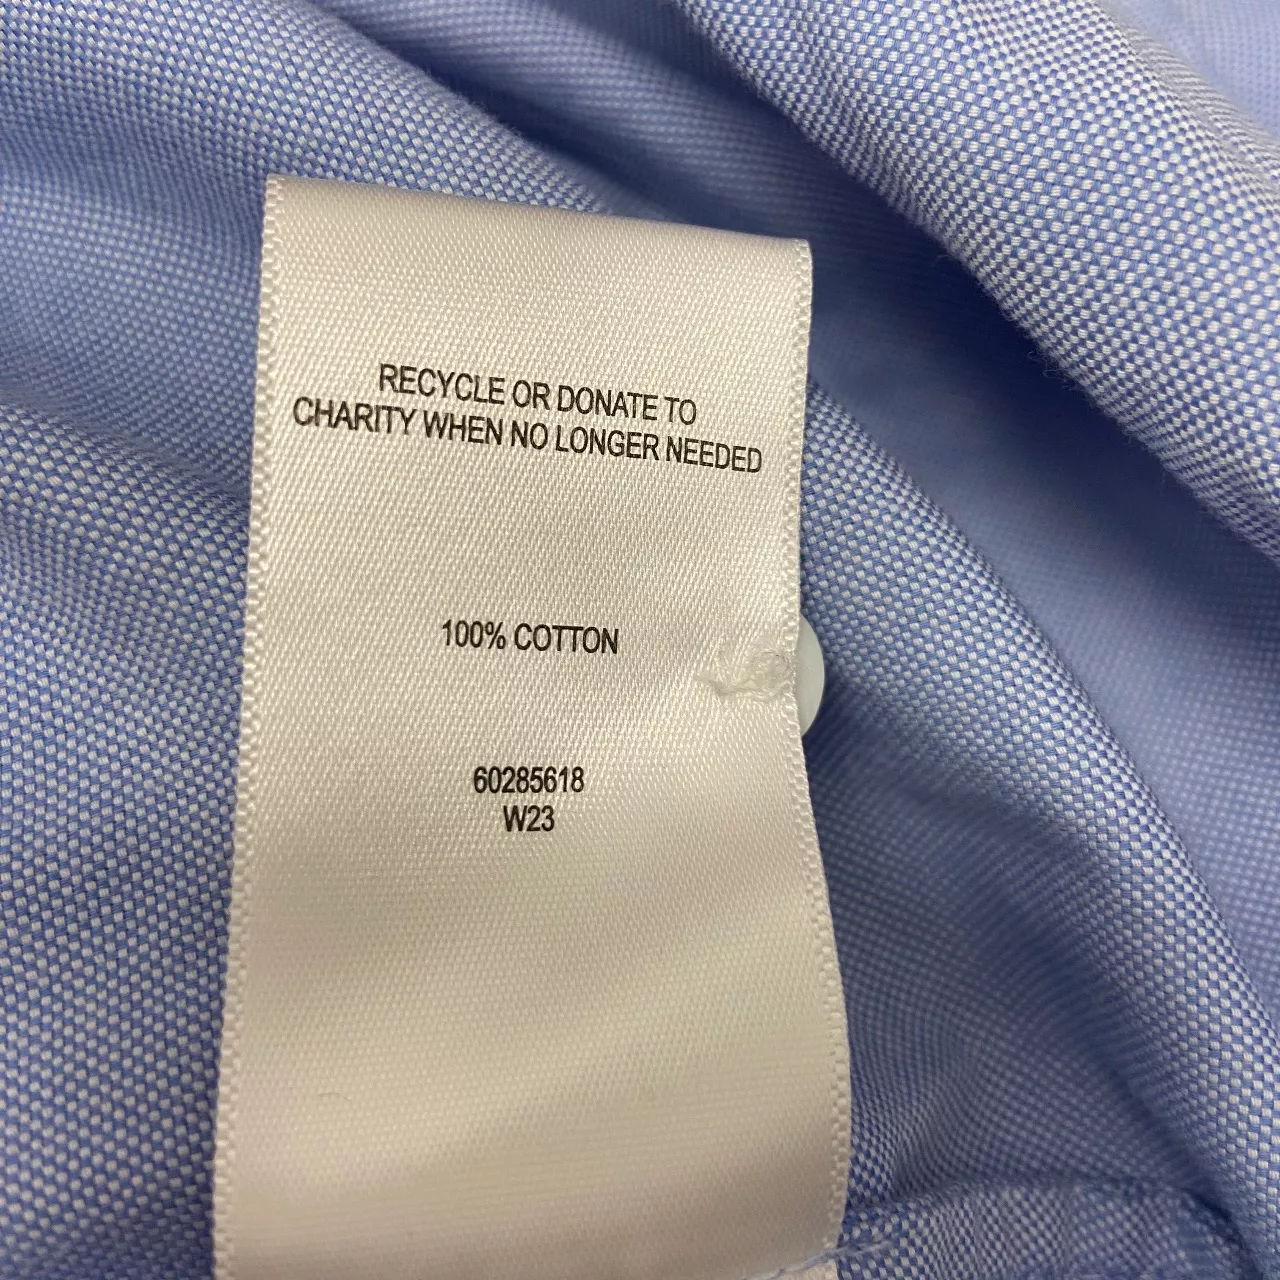 RECYCLE OR DONATE TO
CHARITY WHEN NO LONGER NEEDED
100% COTTON
60285618
W23